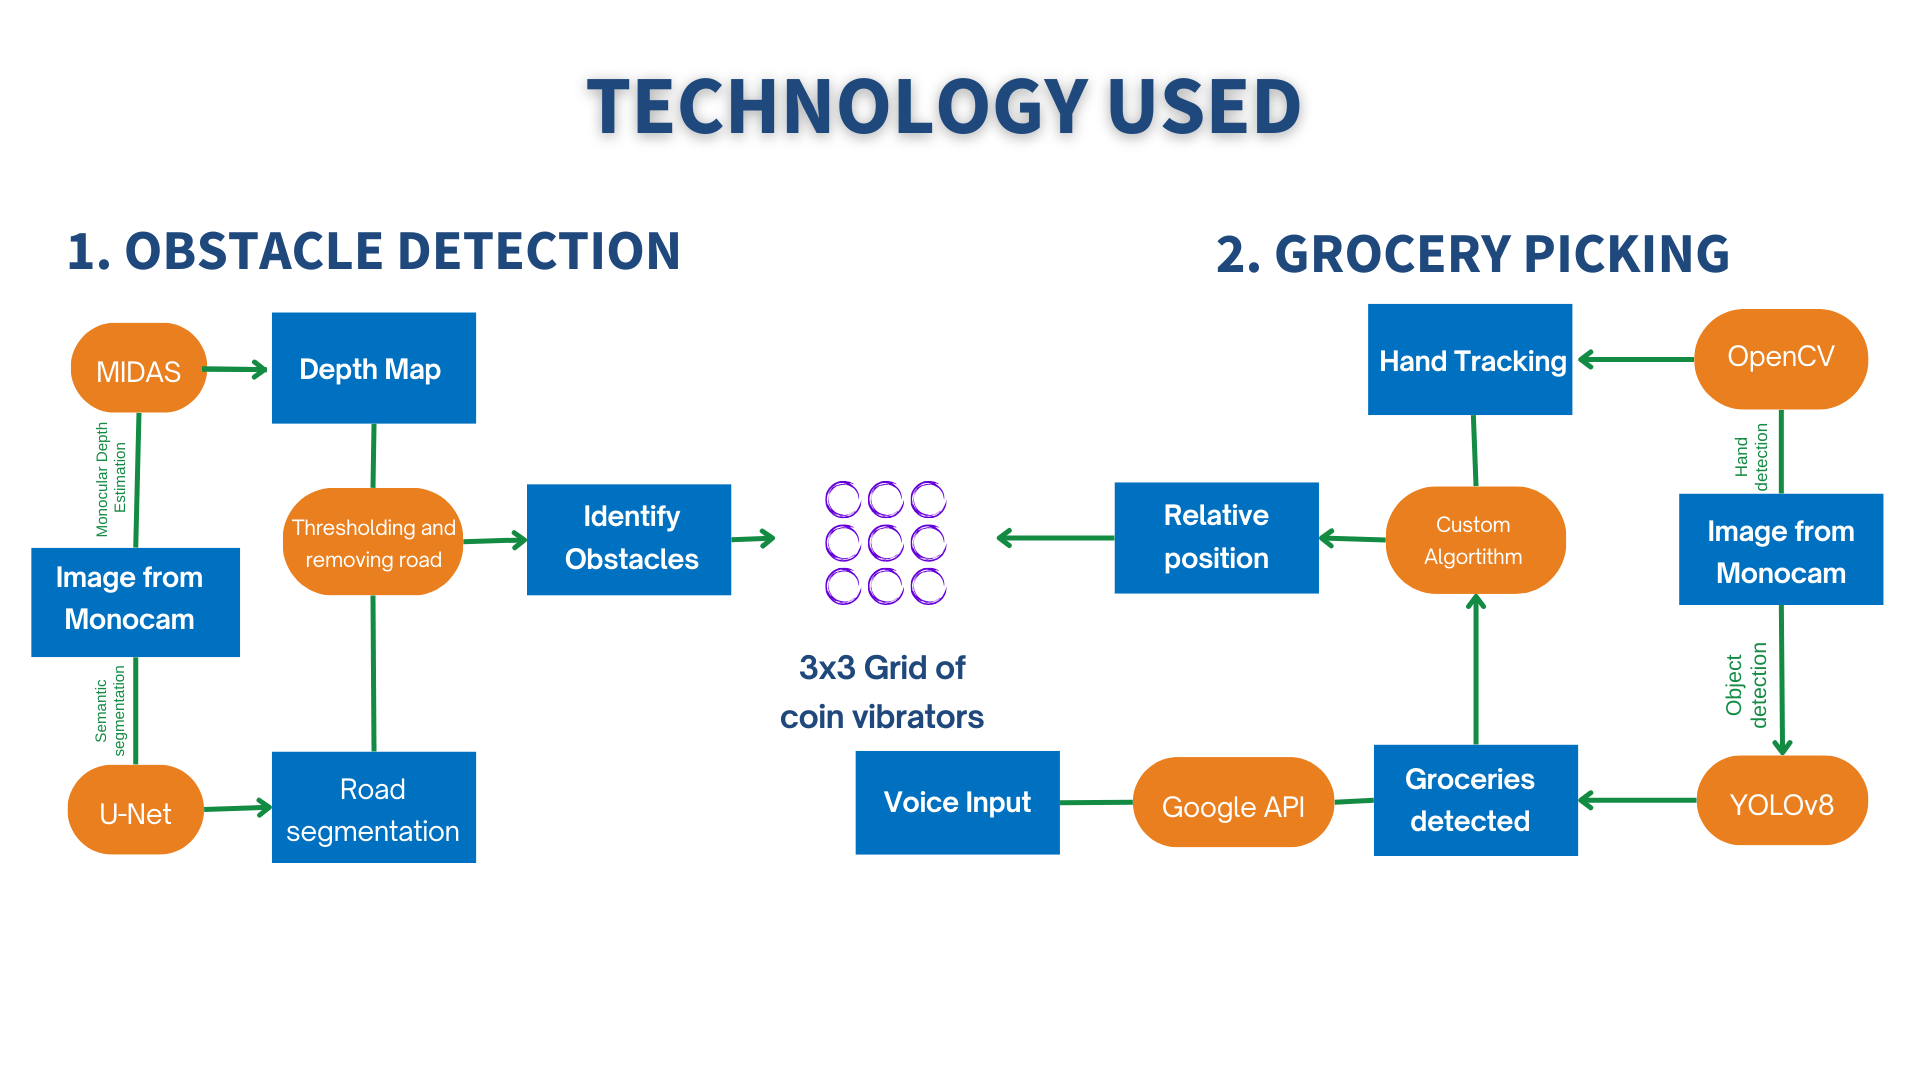 TECHNOLOGY USED
1. OBSTACLE DETECTION
MIDAS
Depth Map
Monocular Depth
Estimation
Thresholding and
removing road
Identify
Obstacles
Image from
Monocam
Semantic
segmentation
U-Net
Road
segmentation
3x3 Grid of
coin vibrators
2. GROCERY PICKING
Hand Tracking
OpenCV
Hand
detection
Relative
position
Custom
Algortithm
Image from
Monocam
Object
detection
Voice Input
Google API
Groceries
detected
YOLOv8